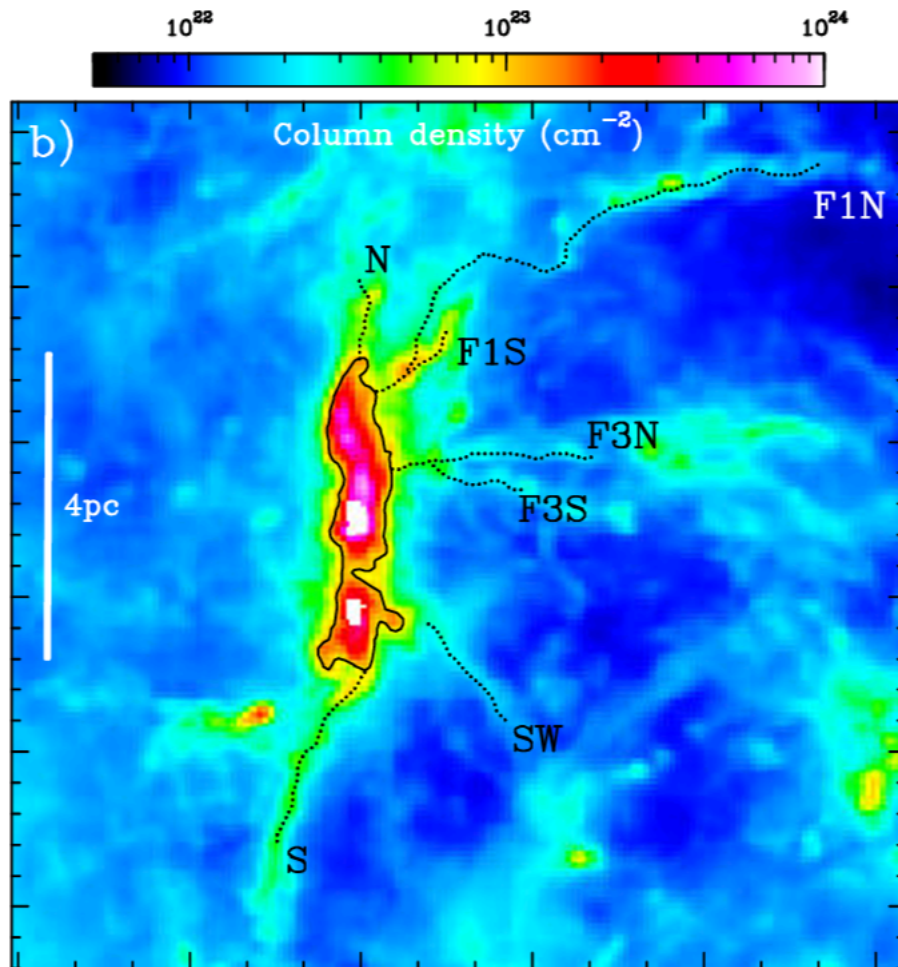 10²² 10²³ 10²⁴
b) Column density (cm⁻²)
F1N
N
F1S
F3N
F3S
4pc
SW
S